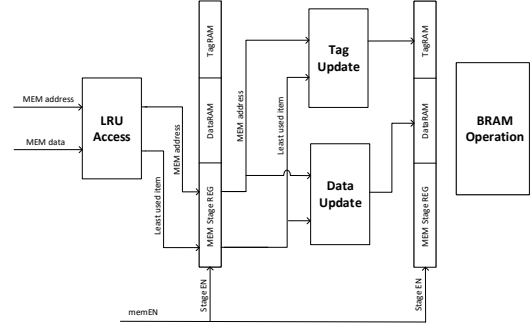 TagRAM
DataRAM
MEM Stage REG
TagRAM
DataRAM
MEM Stage REG
Tag
Update
MEM address
MEM data
LRU
Access
MEM address
Least used item
MEM address
Least used item
Data
Update
BRAM
Operation
Stage EN
Stage EN
memEN